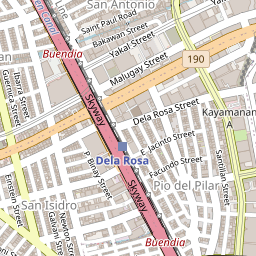 San Antonio
Saint Paul Road
Bakawan Street
Yakal Street
Malugay Street
Buendia
190
Ibarra Street
Guernica Street
Skyway
Dela Rosa Street
Kayamanan
A
Dela Rosa
E. Jacinto Street
P. Binay Street
Facundo Street
Pio del Pilar
Einsteen Street
San Isidro
Newton Street
Galvani Street
Skyway
Buendia